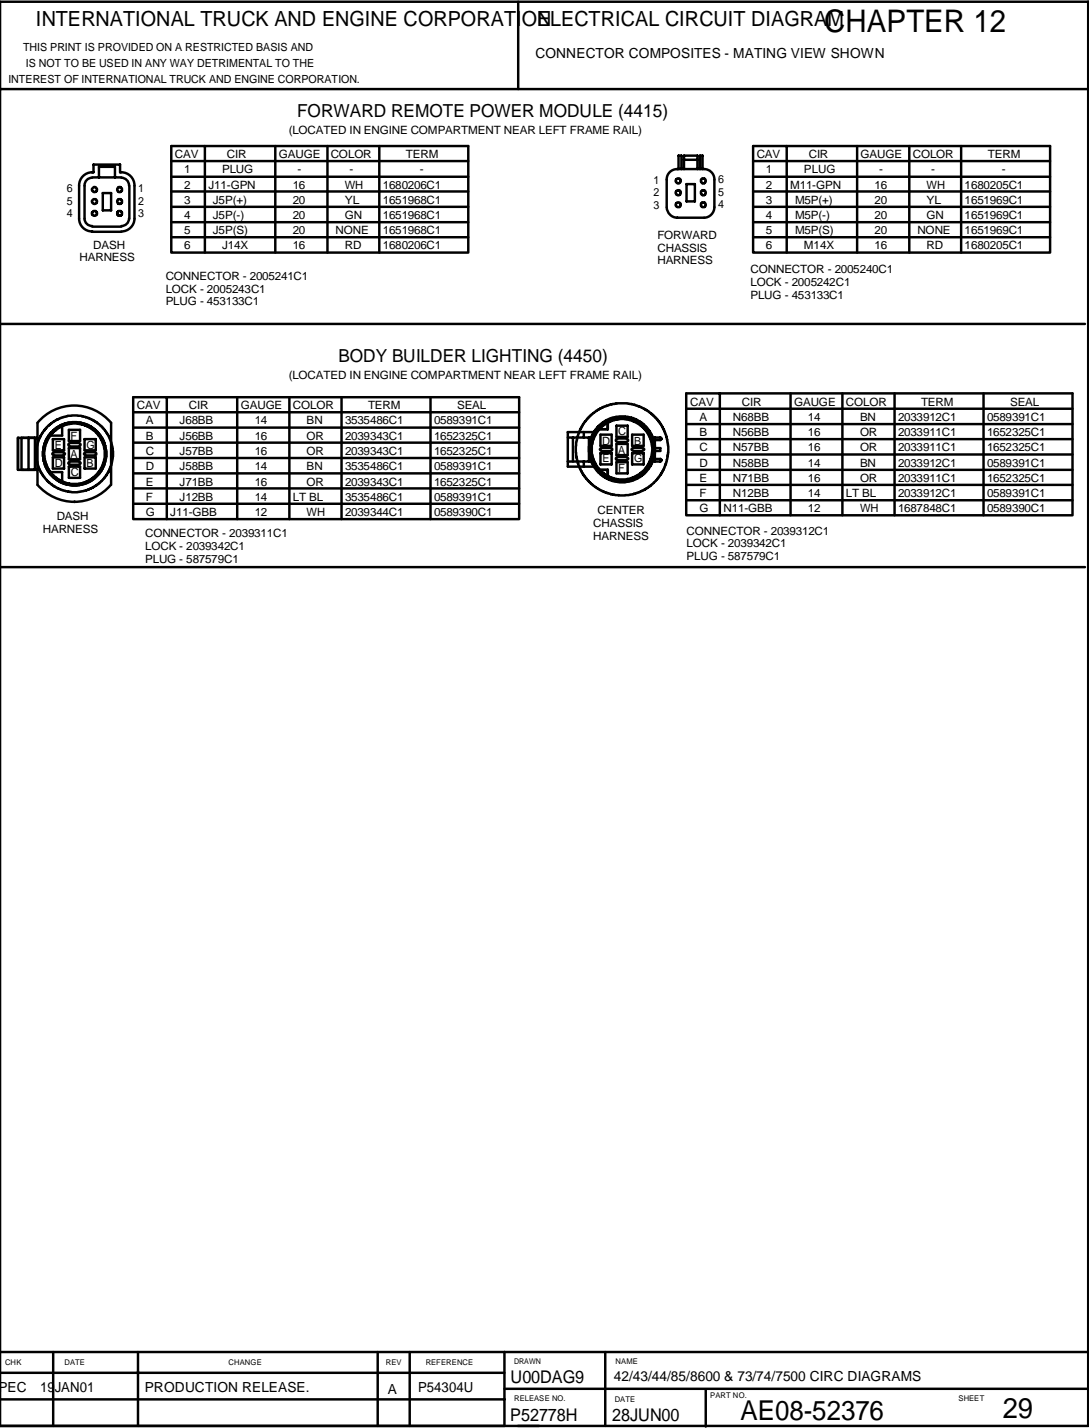 INTERNATIONAL TRUCK AND ENGINE CORPORATION
THIS PRINT IS PROVIDED ON A RESTRICTED BASIS AND
IS NOT TO BE USED IN ANY WAY DETRIMENTAL TO THE
INTEREST OF INTERNATIONAL TRUCK AND ENGINE CORPORATION.
ELECTRICAL CIRCUIT DIAGRAM
CHAPTER 12
CONNECTOR COMPOSITES - MATING VIEW SHOWN
FORWARD REMOTE POWER MODULE (4415)
(LOCATED IN ENGINE COMPARTMENT NEAR LEFT FRAME RAIL)
6 1
5 2
4 3
DASH
HARNESS
CAV CIR GAUGE COLOR TERM
1 PLUG - - -
2 J11-GPN 16 WH 1680206C1
3 J5P(+) 20 YL 1651968C1
4 J5P(-) 20 GN 1651968C1
5 J5P(S) 20 NONE 1651968C1
6 J14X 16 RD 1680206C1
CONNECTOR - 2005241C1
LOCK - 2005243C1
PLUG - 453133C1
1 6
2 5
3 4
FORWARD
CHASSIS
HARNESS
CAV CIR GAUGE COLOR TERM
1 PLUG - - -
2 M11-GPN 16 WH 1680205C1
3 M5P(+) 20 YL 1651969C1
4 M5P(-) 20 GN 1651969C1
5 M5P(S) 20 NONE 1651969C1
6 M14X 16 RD 1680205C1
CONNECTOR - 2005240C1
LOCK - 2005242C1
PLUG - 453133C1
BODY BUILDER LIGHTING (4450)
(LOCATED IN ENGINE COMPARTMENT NEAR LEFT FRAME RAIL)
F
E G
A
D B
C
DASH
HARNESS
CAV CIR GAUGE COLOR TERM SEAL
A J68BB 14 BN 3535486C1 0589391C1
B J56BB 16 OR 2039343C1 1652325C1
C J57BB 16 OR 2039343C1 1652325C1
D J58BB 14 BN 3535486C1 0589391C1
E J71BB 16 OR 2039343C1 1652325C1
F J12BB 14 LT BL 3535486C1 0589391C1
G J11-GBB 12 WH 2039344C1 0589390C1
CONNECTOR - 2039311C1
LOCK - 2039342C1
PLUG - 587579C1
C
D B
A
E G
F
CENTER
CHASSIS
HARNESS
CAV CIR GAUGE COLOR TERM SEAL
A N68BB 14 BN 2033912C1 0589391C1
B N56BB 16 OR 2033911C1 1652325C1
C N57BB 16 OR 2033911C1 1652325C1
D N58BB 14 BN 2033912C1 0589391C1
E N71BB 16 OR 2033911C1 1652325C1
F N12BB 14 LT BL 2033912C1 0589391C1
G N11-GBB 12 WH 1687848C1 0589390C1
CONNECTOR - 2039312C1
LOCK - 2039342C1
PLUG - 587579C1
CHK DATE CHANGE REV REFERENCE
PEC 19JAN01 PRODUCTION RELEASE. A P54304U
DRAWN
U00DAG9
NAME
42/43/44/85/8600 & 73/74/7500 CIRC DIAGRAMS
RELEASE NO.
P52778H
DATE
28JUN00
PART NO.
AE08-52376
SHEET 29